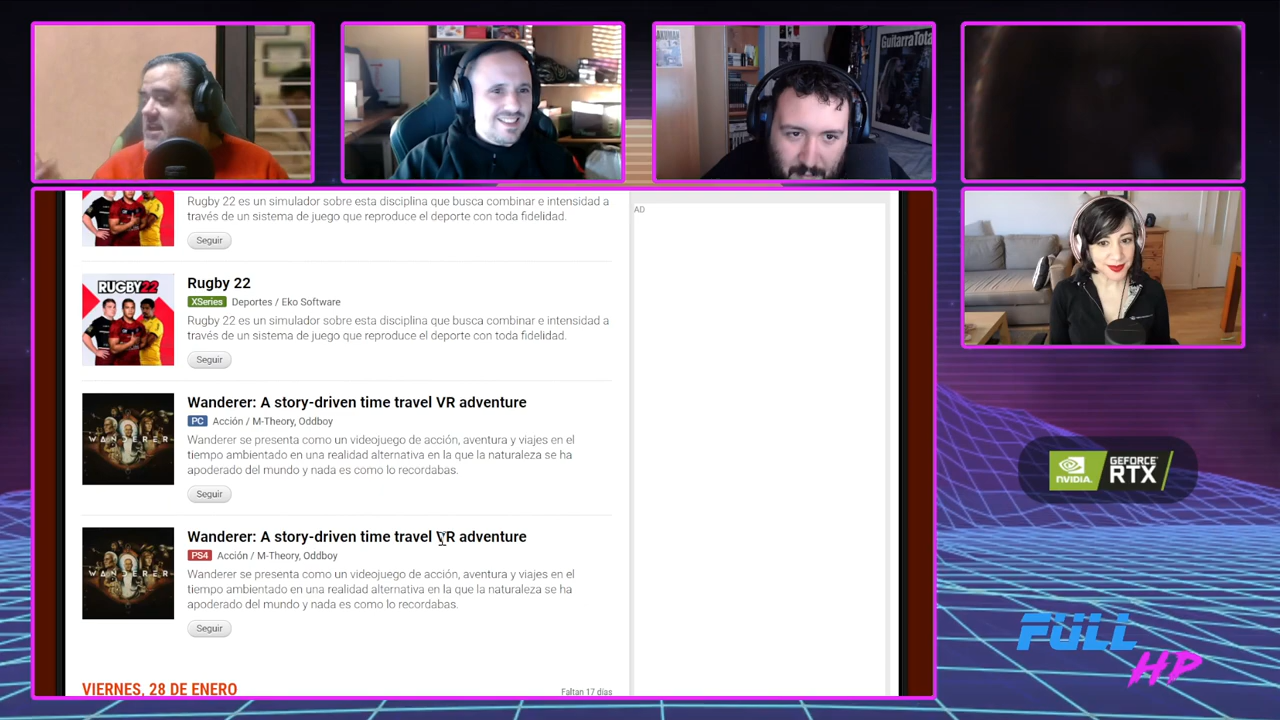 AKUMAN
GuitarraTota
Rugby 22 es un simulador sobre esta disciplina que busca combinar e intensidad a
través de un sistema de juego que reproduce el deporte con toda fidelidad.
Seguir
AD
RUGBY22
Rugby 22
XSeries Deportes / Eko Software
Rugby 22 es un simulador sobre esta disciplina que busca combinar e intensidad a
través de un sistema de juego que reproduce el deporte con toda fidelidad.
Seguir
WANDERER
Wanderer: A story-driven time travel VR adventure
PC Acción / M-Theory, Oddboy
Wanderer se presenta como un videojuego de acción, aventura y viajes en el
tiempo ambientado en una realidad alternativa en la que la naturaleza se ha
apoderado del mundo y nada es como lo recordabas.
Seguir
WANDERER
Wanderer: A story-driven time travel VR adventure
PS4 Acción / M-Theory, Oddboy
Wanderer se presenta como un videojuego de acción, aventura y viajes en el
tiempo ambientado en una realidad alternativa en la que la naturaleza se ha
apoderado del mundo y nada es como lo recordabas.
Seguir
VIERNES, 28 DE ENERO
Faltan 17 días
NVIDIA.
GEFORCE
RTX
FULL
HP